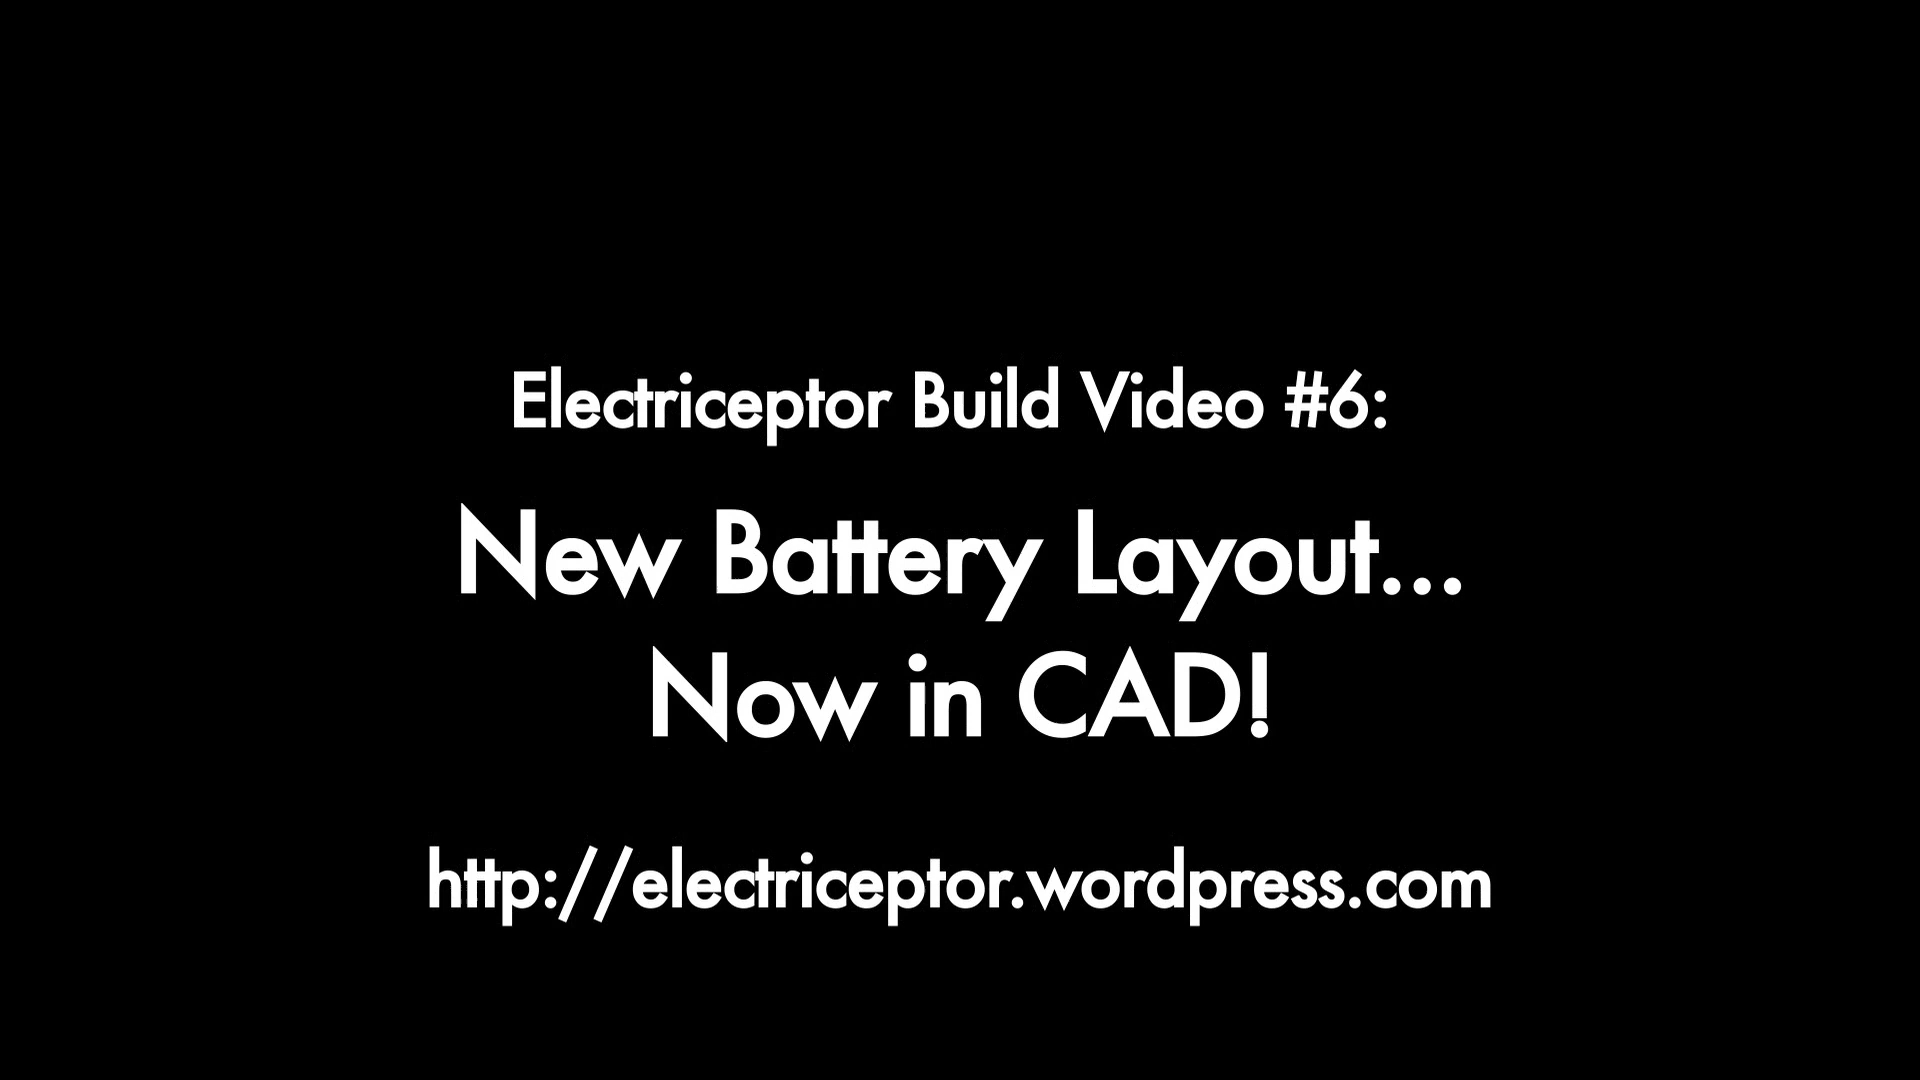 Electriceptor Build Video #6:
New Battery Layout...
Now in CAD!
http://electriceptor.wordpress.com